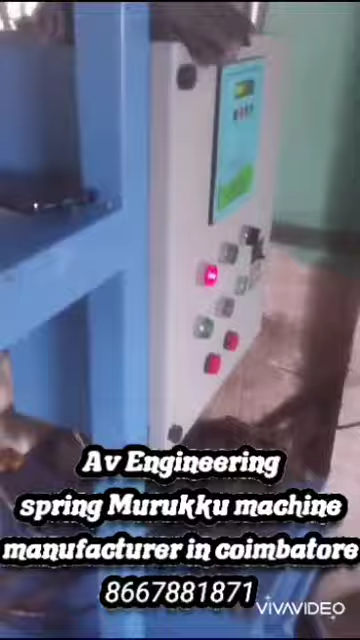 Av Engineering
spring Murukku machine
manufacturer in coimbatore
8667881871
VIVAVIDEO